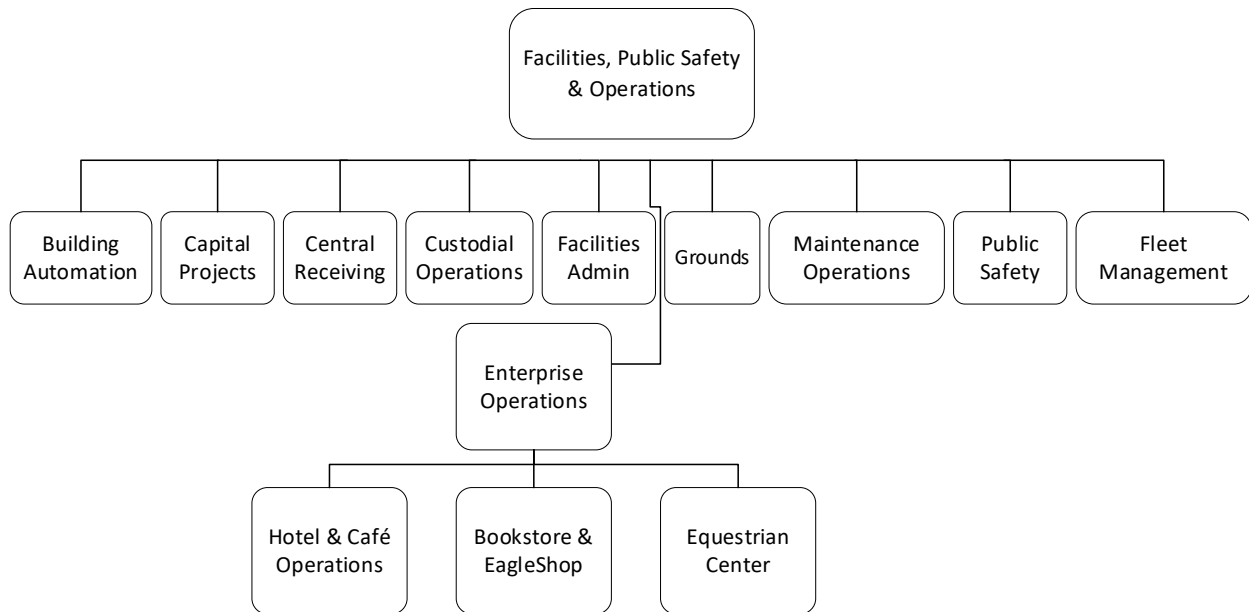 Facilities, Public Safety
& Operations
Building
Automation
Capital
Projects
Central
Receiving
Custodial
Operations
Facilities
Admin
Grounds
Maintenance
Operations
Public
Safety
Fleet
Management
Enterprise
Operations
Hotel & Café
Operations
Bookstore &
EagleShop
Equestrian
Center